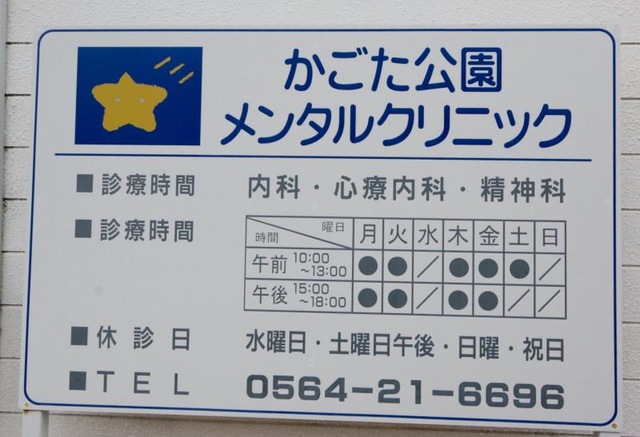 かごた公園
メンタルクリニック
■診療時間 内科・心療内科・精神科
■診療時間
曜日
時間 月 火 水 木 金 土 日
午前 10:00～13:00 ● ● ／ ● ● ● ／
午後 15:00～18:00 ● ● ／ ● ● ／ ／
■休診日 水曜日・土曜日午後・日曜・祝日
■TEL 0564-21-6696